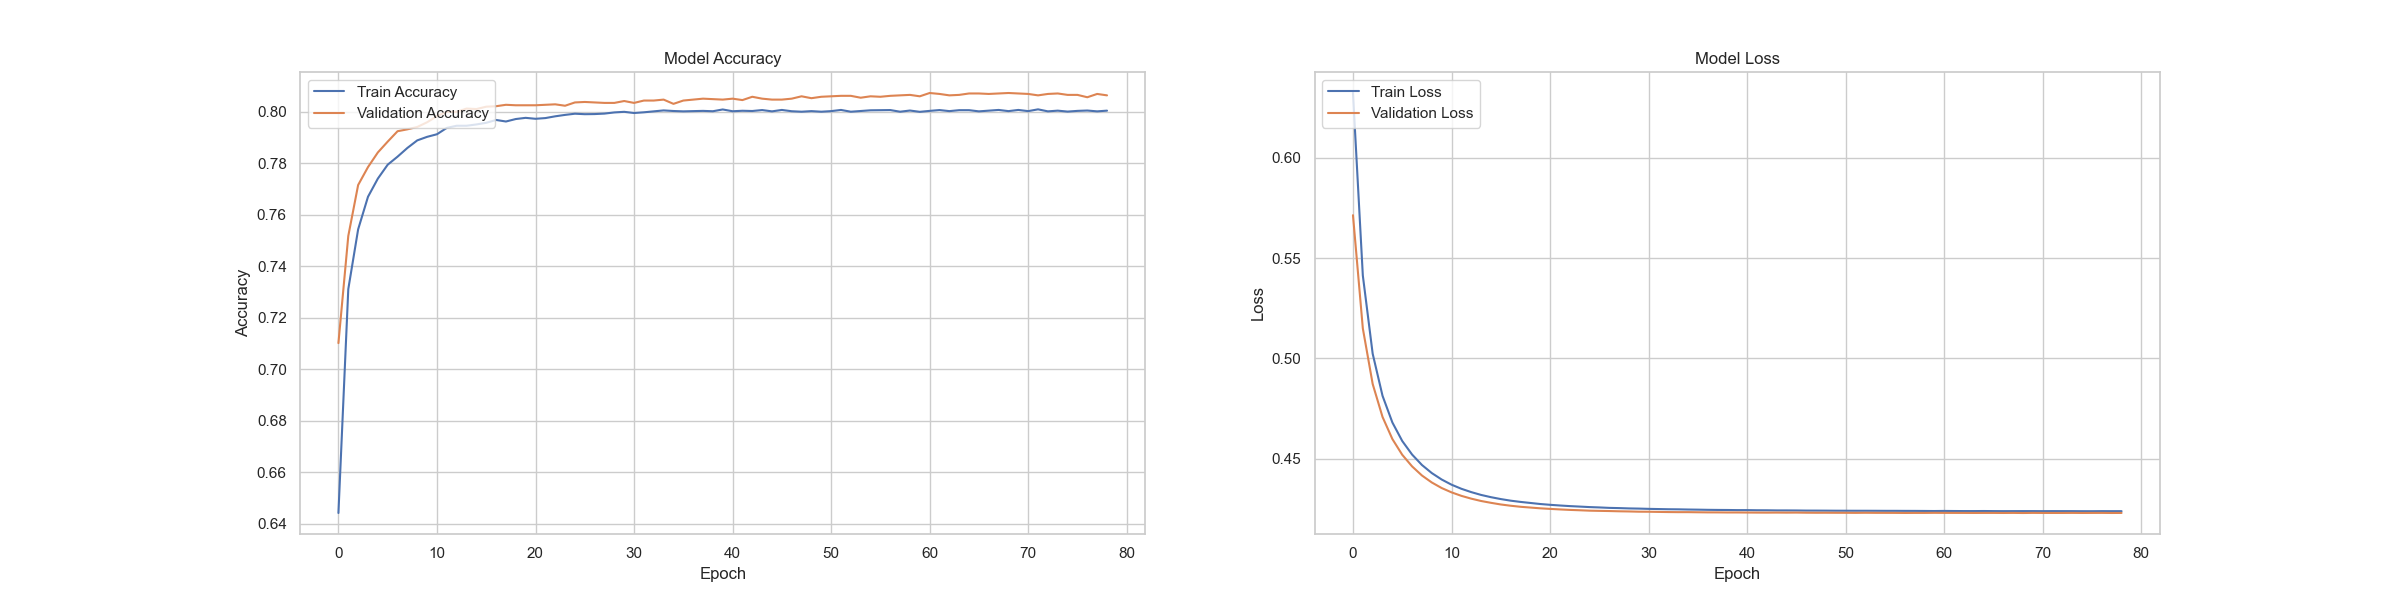 Model Accuracy
Train Accuracy
Validation Accuracy
0.80
0.78
0.76
0.74
0.72
0.70
0.68
0.66
0.64
Accuracy
0 10 20 30 40 50 60 70 80
Epoch
Model Loss
Train Loss
Validation Loss
0.60
0.55
0.50
0.45
Loss
0 10 20 30 40 50 60 70 80
Epoch